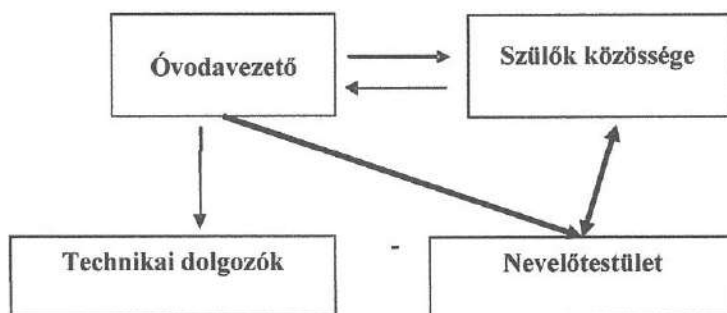 Óvodavezető
Szülők közössége
Technikai dolgozók
Nevelőtestület